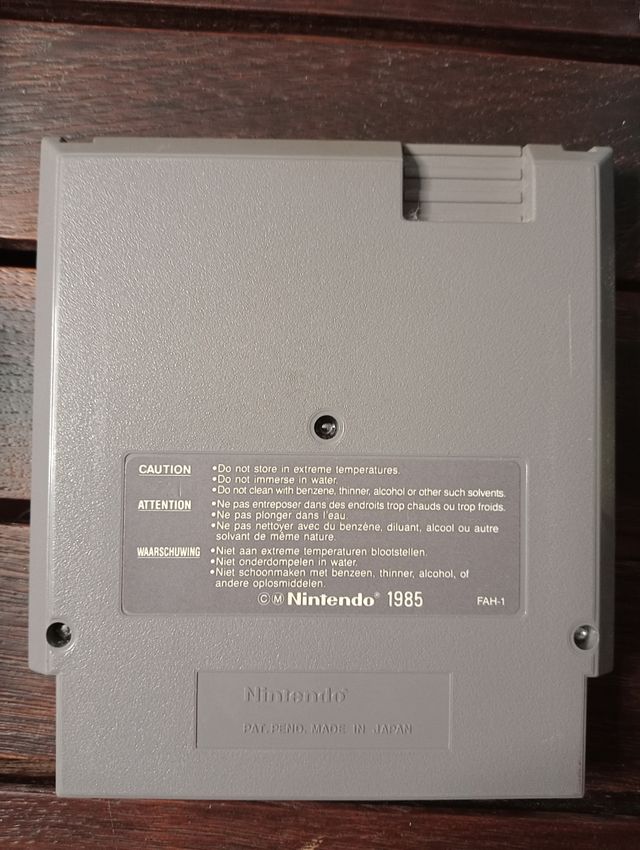 CAUTION •Do not store in extreme temperatures.
•Do not immerse in water.
•Do not clean with benzene, thinner, alcohol or other such solvents.
ATTENTION •Ne pas entreposer dans des endroits trop chauds ou trop froids.
•Ne pas plonger dans l'eau.
•Ne pas nettoyer avec du benzéne, diluant, alcool ou autre
solvant de même nature.
WAARSCHUWING •Niet aan extreme temperaturen blootstellen.
•Niet onderdompelen in water.
•Niet schoonmaken met benzeen, thinner, alcohol, of
andere oplosmiddelen.
ⒸⓂ Nintendo® 1985 FAH-1
Nintendo®
PAT. PEND. MADE IN JAPAN